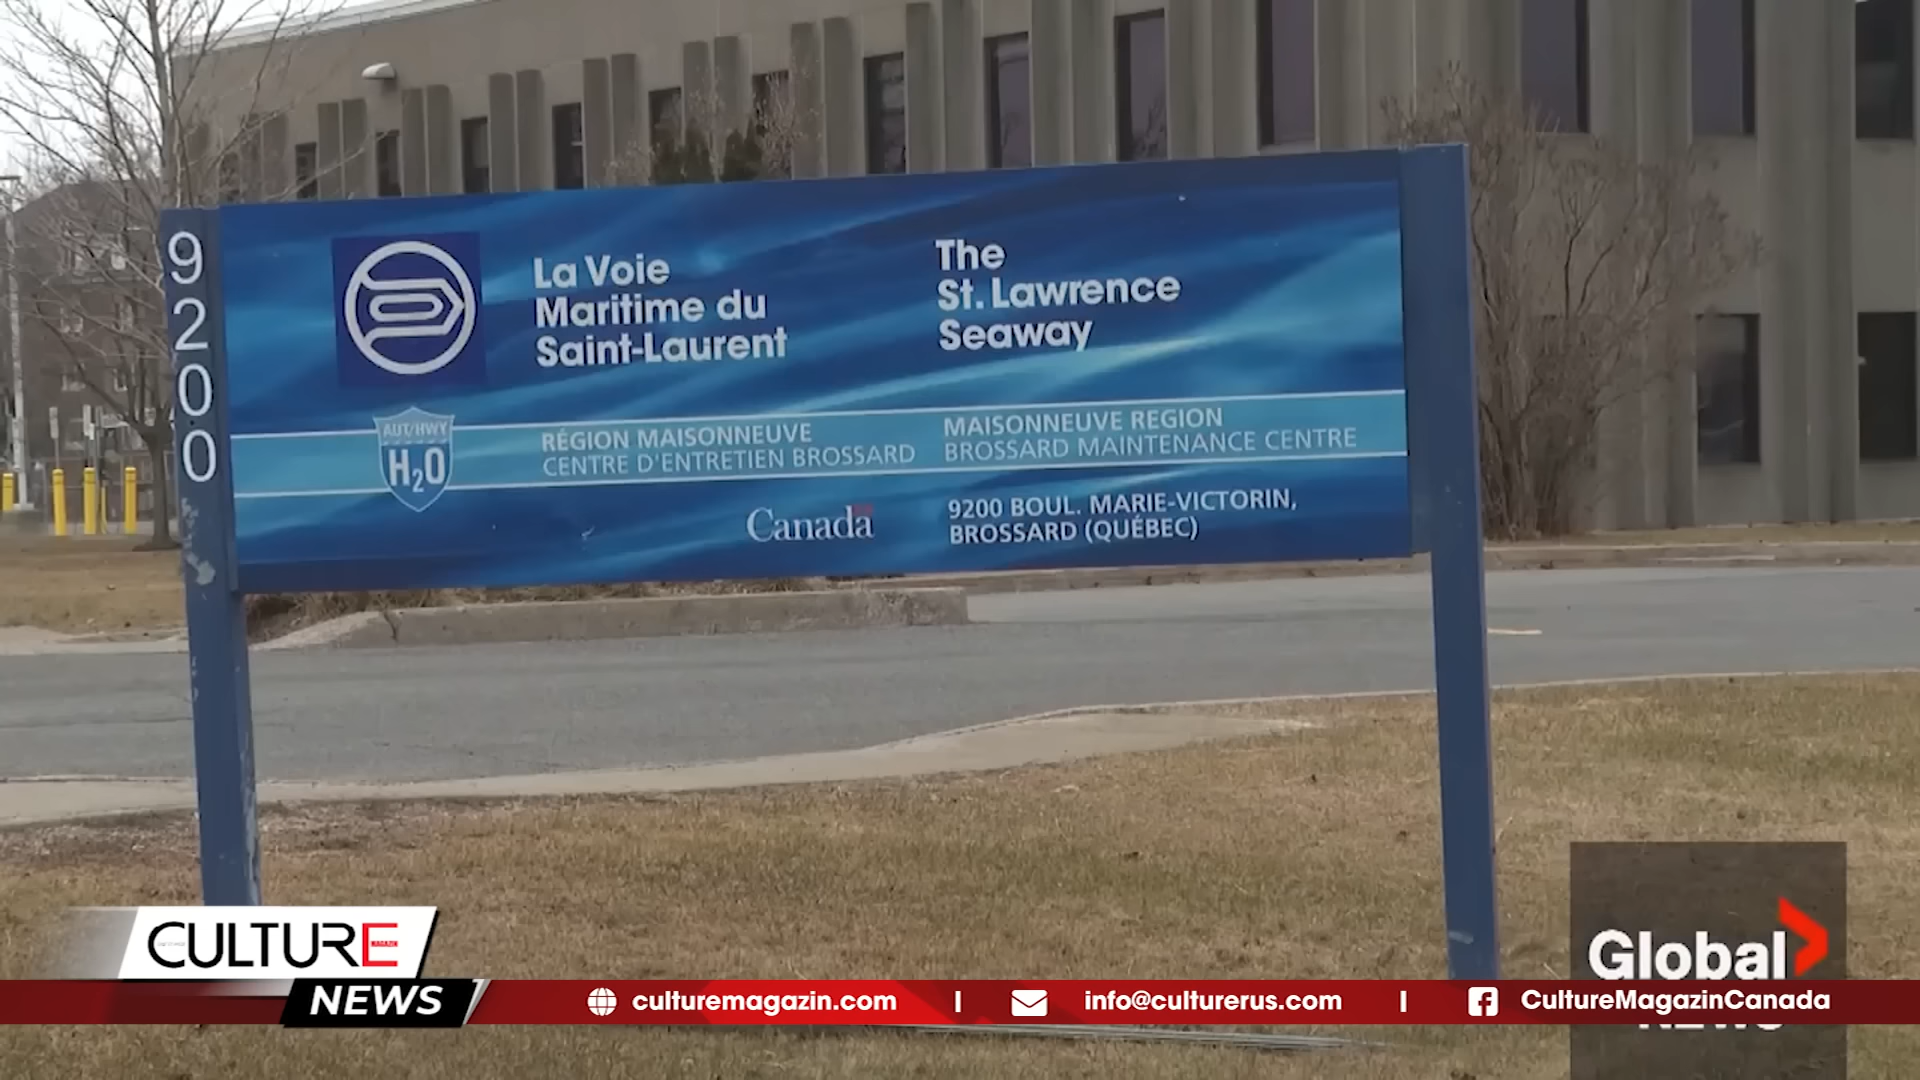 9200
La Voie
Maritime du
Saint-Laurent
The
St. Lawrence
Seaway
AUT/HWY
H₂O
RÉGION MAISONNEUVE
CENTRE D'ENTRETIEN BROSSARD
MAISONNEUVE REGION
BROSSARD MAINTENANCE CENTRE
Canada
9200 BOUL. MARIE-VICTORIN,
BROSSARD (QUÉBEC)
CULTURE
NEWS
Global
culturemagazin.com | info@culturerus.com | CultureMagazinCanada